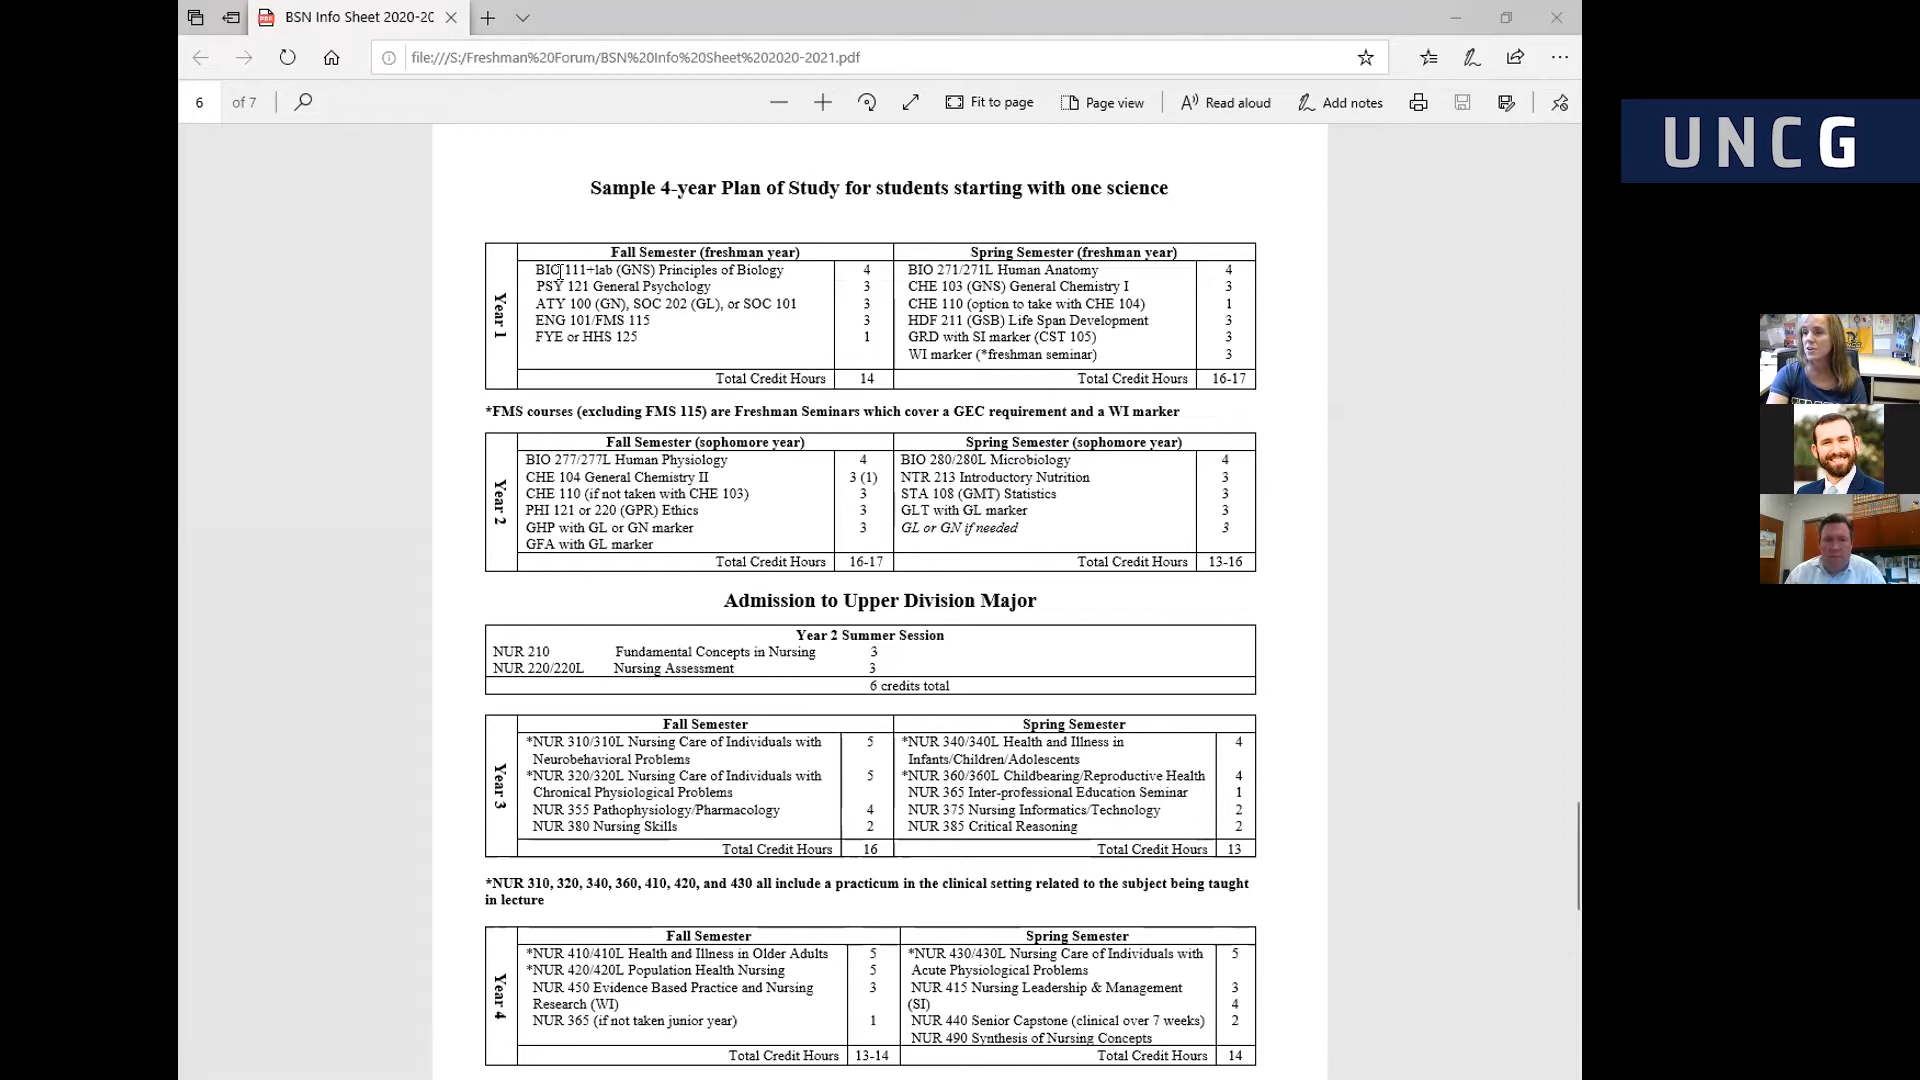 BSN Info Sheet 2020-20
file:///S:/Freshman%20Forum/BSN%20Info%20Sheet%202020-2021.pdf
6 of 7
Fit to page
Page view
Read aloud
Add notes
UNCG
Sample 4-year Plan of Study for students starting with one science
Year 1
Fall Semester (freshman year)
BIO 111+lab (GNS) Principles of Biology 4
PSY 121 General Psychology 3
ATY 100 (GN), SOC 202 (GL), or SOC 101 3
ENG 101/FMS 115 3
FYE or HHS 125 1
Total Credit Hours 14
Spring Semester (freshman year)
BIO 271/271L Human Anatomy 4
CHE 103 (GNS) General Chemistry I 3
CHE 110 (option to take with CHE 104) 1
HDF 211 (GSB) Life Span Development 3
GRD with SI marker (CST 105) 3
WI marker (*freshman seminar) 3
Total Credit Hours 16-17
*FMS courses (excluding FMS 115) are Freshman Seminars which cover a GEC requirement and a WI marker
Year 2
Fall Semester (sophomore year)
BIO 277/277L Human Physiology 4
CHE 104 General Chemistry II 3 (1)
CHE 110 (if not taken with CHE 103) 3
PHI 121 or 220 (GPR) Ethics 3
GHP with GL or GN marker 3
GFA with GL marker
Total Credit Hours 16-17
Spring Semester (sophomore year)
BIO 280/280L Microbiology 4
NTR 213 Introductory Nutrition 3
STA 108 (GMT) Statistics 3
GLT with GL marker 3
GL or GN if needed 3
Total Credit Hours 13-16
Admission to Upper Division Major
Year 2 Summer Session
NUR 210 Fundamental Concepts in Nursing 3
NUR 220/220L Nursing Assessment 3
6 credits total
Year 3
Fall Semester
*NUR 310/310L Nursing Care of Individuals with 5
Neurobehavioral Problems
*NUR 320/320L Nursing Care of Individuals with 5
Chronical Physiological Problems
NUR 355 Pathophysiology/Pharmacology 4
NUR 380 Nursing Skills 2
Total Credit Hours 16
Spring Semester
*NUR 340/340L Health and Illness in 4
Infants/Children/Adolescents
*NUR 360/360L Childbearing/Reproductive Health 4
NUR 365 Inter-professional Education Seminar 1
NUR 375 Nursing Informatics/Technology 2
NUR 385 Critical Reasoning 2
Total Credit Hours 13
*NUR 310, 320, 340, 360, 410, 420, and 430 all include a practicum in the clinical setting related to the subject being taught
in lecture
Year 4
Fall Semester
*NUR 410/410L Health and Illness in Older Adults 5
*NUR 420/420L Population Health Nursing 5
NUR 450 Evidence Based Practice and Nursing 3
Research (WI)
NUR 365 (if not taken junior year) 1
Total Credit Hours 13-14
Spring Semester
*NUR 430/430L Nursing Care of Individuals with 5
Acute Physiological Problems
NUR 415 Nursing Leadership & Management 3
(SI) 4
NUR 440 Senior Capstone (clinical over 7 weeks) 2
NUR 490 Synthesis of Nursing Concepts
Total Credit Hours 14